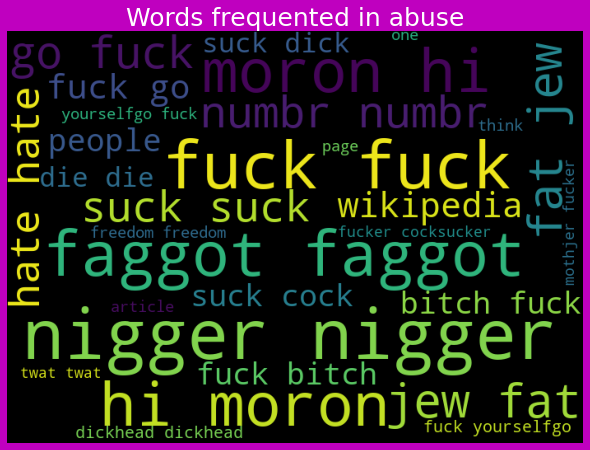 Words frequented in abuse
go fuck
suck dick
one
moron hi
fat jew
fuck go
numbr numbr
yourselfgo fuck
think
hate hate
people
page
die die
fuck fuck
mothjer fucker
suck suck
wikipedia
freedom freedom
fucker cocksucker
faggot faggot
suck cock
bitch fuck
article
nigger nigger
twat twat
fuck bitch
hi moron
jew fat
dickhead dickhead
fuck yourselfgo